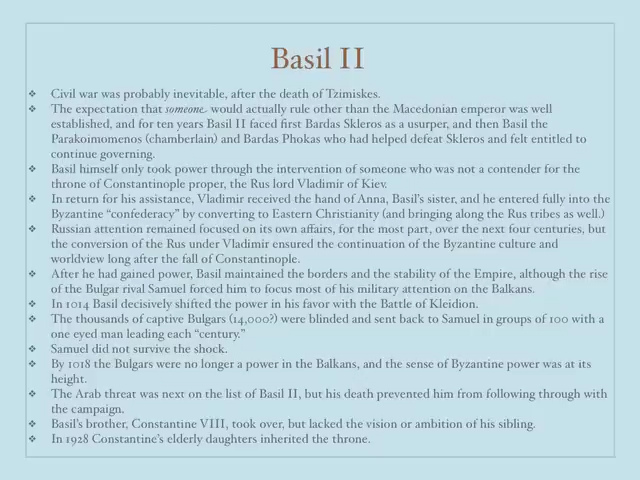 Basil II
❖ Civil war was probably inevitable, after the death of Tzimiskes.
❖ The expectation that someone would actually rule other than the Macedonian emperor was well
established, and for ten years Basil II faced first Bardas Skleros as a usurper, and then Basil the
Parakoimomenos (chamberlain) and Bardas Phokas who had helped defeat Skleros and felt entitled to
continue governing.
❖ Basil himself only took power through the intervention of someone who was not a contender for the
throne of Constantinople proper, the Rus lord Vladimir of Kiev.
❖ In return for his assistance, Vladimir received the hand of Anna, Basil's sister, and he entered fully into the
Byzantine "confederacy" by converting to Eastern Christianity (and bringing along the Rus tribes as well.)
❖ Russian attention remained focused on its own affairs, for the most part, over the next four centuries, but
the conversion of the Rus under Vladimir ensured the continuation of the Byzantine culture and
worldview long after the fall of Constantinople.
❖ After he had gained power, Basil maintained the borders and the stability of the Empire, although the rise
of the Bulgar rival Samuel forced him to focus most of his military attention on the Balkans.
❖ In 1014 Basil decisively shifted the power in his favor with the Battle of Kleidion.
❖ The thousands of captive Bulgars (14,000?) were blinded and sent back to Samuel in groups of 100 with a
one eyed man leading each "century."
❖ Samuel did not survive the shock.
❖ By 1018 the Bulgars were no longer a power in the Balkans, and the sense of Byzantine power was at its
height.
❖ The Arab threat was next on the list of Basil II, but his death prevented him from following through with
the campaign.
❖ Basil's brother, Constantine VIII, took over, but lacked the vision or ambition of his sibling.
❖ In 1928 Constantine's elderly daughters inherited the throne.